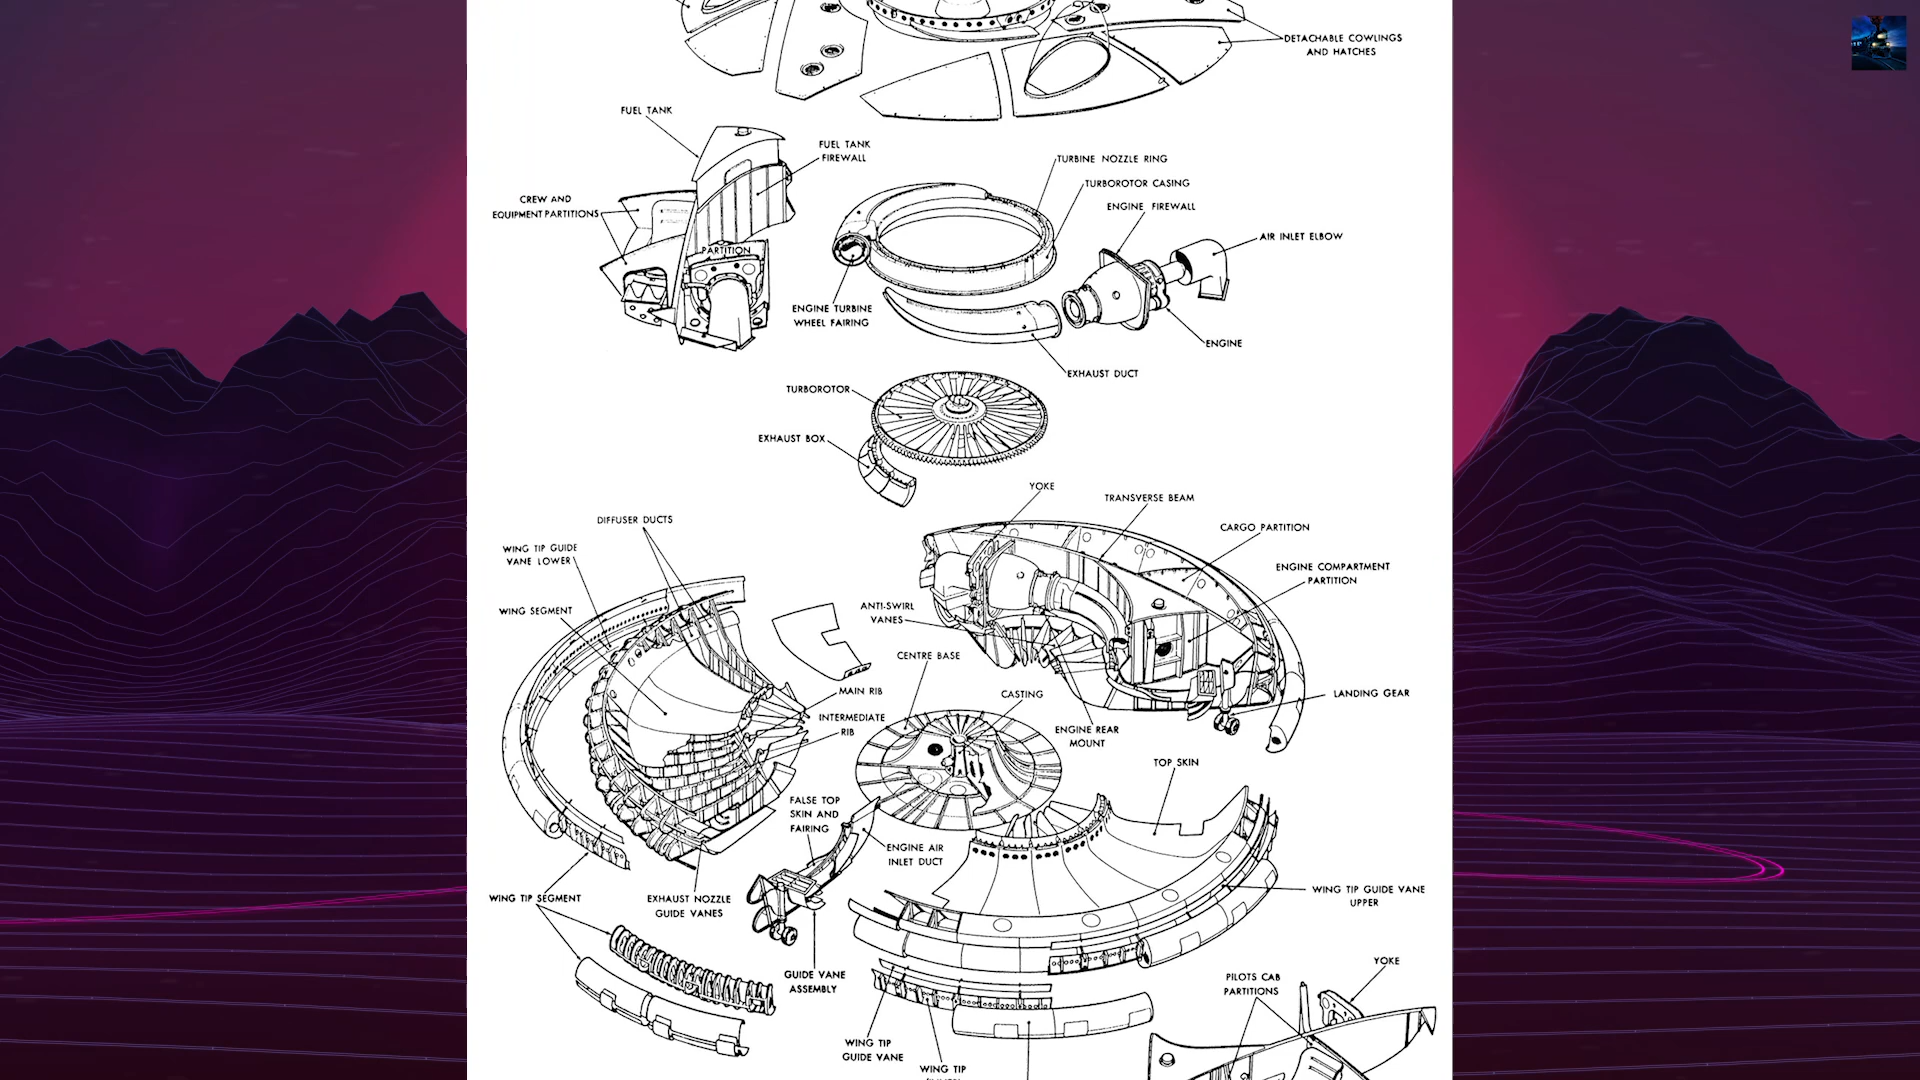 DETACHABLE COWLINGS
AND HATCHES
FUEL TANK
FUEL TANK
FIREWALL
CREW AND
EQUIPMENT PARTITIONS
PARTITION
TURBINE NOZZLE RING
TURBOROTOR CASING
ENGINE FIREWALL
AIR INLET ELBOW
ENGINE TURBINE
WHEEL FAIRING
ENGINE
EXHAUST DUCT
TURBOROTOR
EXHAUST BOX
YOKE
TRANSVERSE BEAM
CARGO PARTITION
ENGINE COMPARTMENT
PARTITION
DIFFUSER DUCTS
WING TIP GUIDE
VANE LOWER
WING SEGMENT
ANTI-SWIRL
VANES
CENTRE BASE
MAIN RIB
CASTING
LANDING GEAR
INTERMEDIATE
RIB
ENGINE REAR
MOUNT
TOP SKIN
FALSE TOP
SKIN AND
FAIRING
ENGINE AIR
INLET DUCT
WING TIP SEGMENT
EXHAUST NOZZLE
GUIDE VANES
WING TIP GUIDE VANE
UPPER
GUIDE VANE
ASSEMBLY
YOKE
PILOTS CAB
PARTITIONS
WING TIP
GUIDE VANE
WING TIP